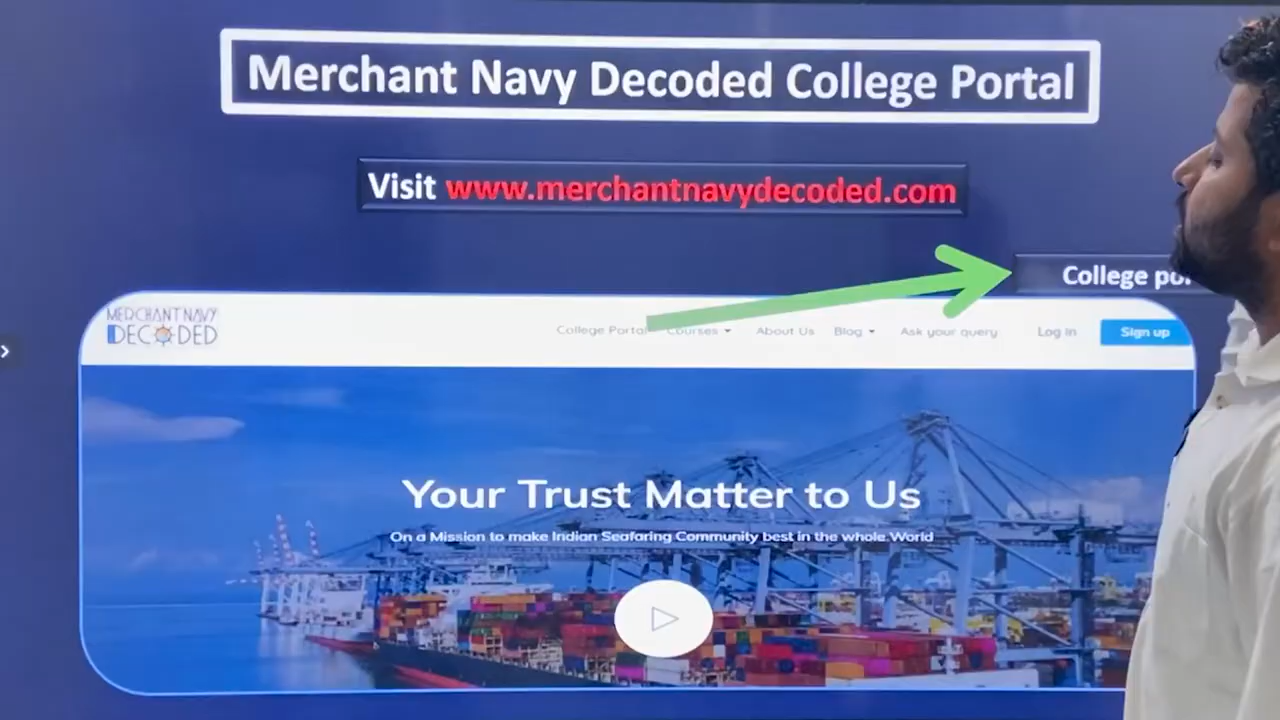 Merchant Navy Decoded College Portal
Visit www.merchantnavydecoded.com
College
MERCHANT NAVY
DECODED
College Portal Courses About Us Blog Ask your query Log in Sign up
Your Trust Matter to Us
On a Mission to make Indian Seafaring Community best in the whole World